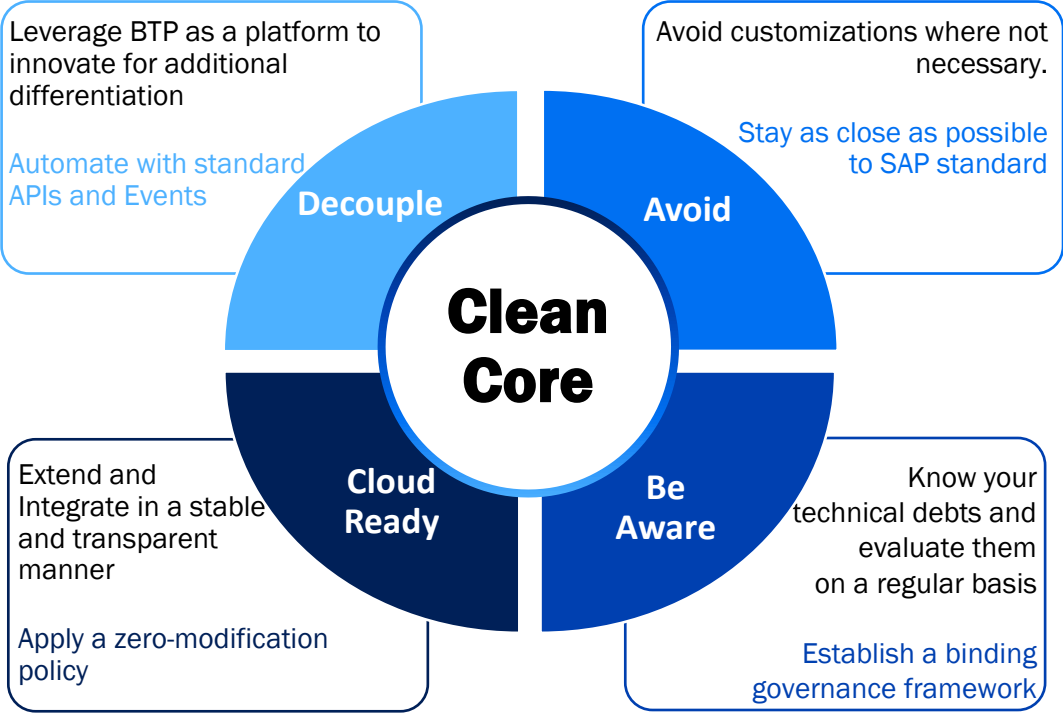 Leverage BTP as a platform to
innovate for additional
differentiation
Automate with standard
APIs and Events
Decouple
Avoid customizations where not
necessary.
Stay as close as possible
to SAP standard
Avoid
Clean
Core
Extend and
Integrate in a stable
and transparent
manner
Apply a zero-modification
policy
Cloud
Ready
Be
Aware
Know your
technical debts and
evaluate them
on a regular basis
Establish a binding
governance framework